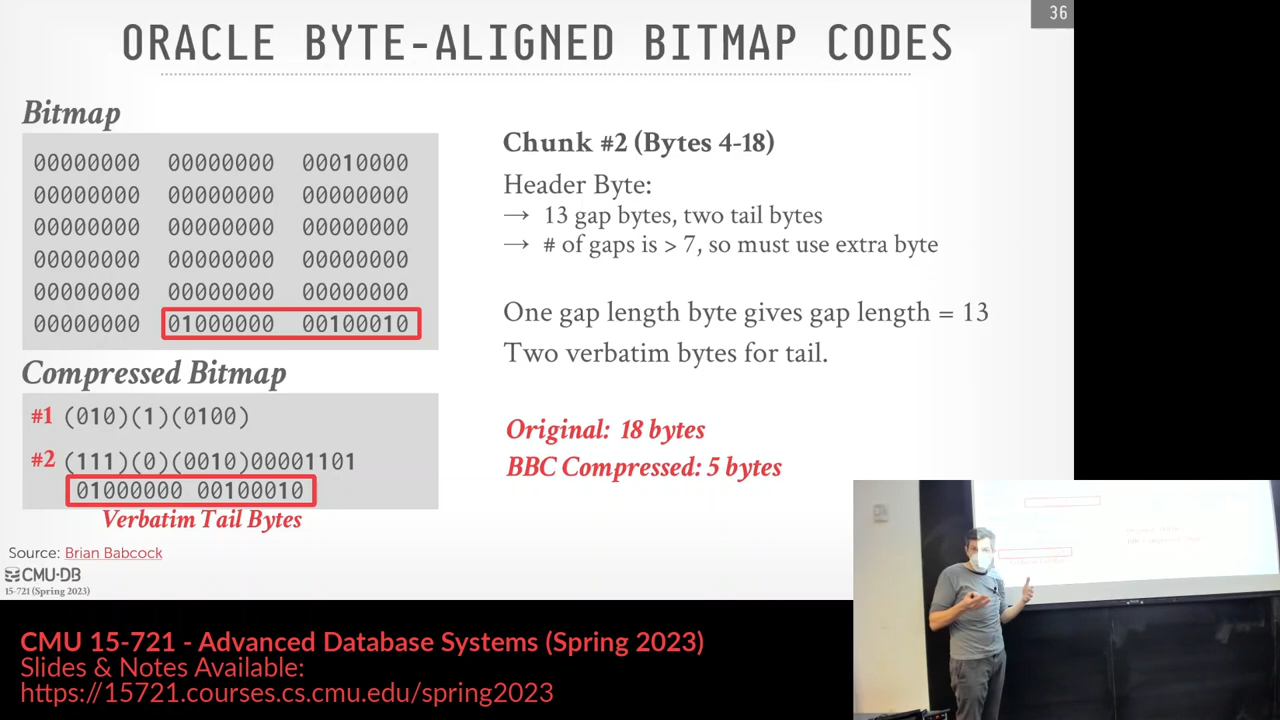 36
ORACLE BYTE-ALIGNED BITMAP CODES
Bitmap
00000000 00000000 00010000
00000000 00000000 00000000
00000000 00000000 00000000
00000000 00000000 00000000
00000000 00000000 00000000
00000000 01000000 00100010
Compressed Bitmap
#1 (010)(1)(0100)
#2 (111)(0)(0010)00001101
01000000 00100010
Verbatim Tail Bytes
Source: Brian Babcock
CMU·DB
15-721 (Spring 2023)
Chunk #2 (Bytes 4-18)
Header Byte:
→ 13 gap bytes, two tail bytes
→ # of gaps is > 7, so must use extra byte
One gap length byte gives gap length = 13
Two verbatim bytes for tail.
Original: 18 bytes
BBC Compressed: 5 bytes
CMU 15-721 - Advanced Database Systems (Spring 2023)
Slides & Notes Available:
https://15721.courses.cs.cmu.edu/spring2023